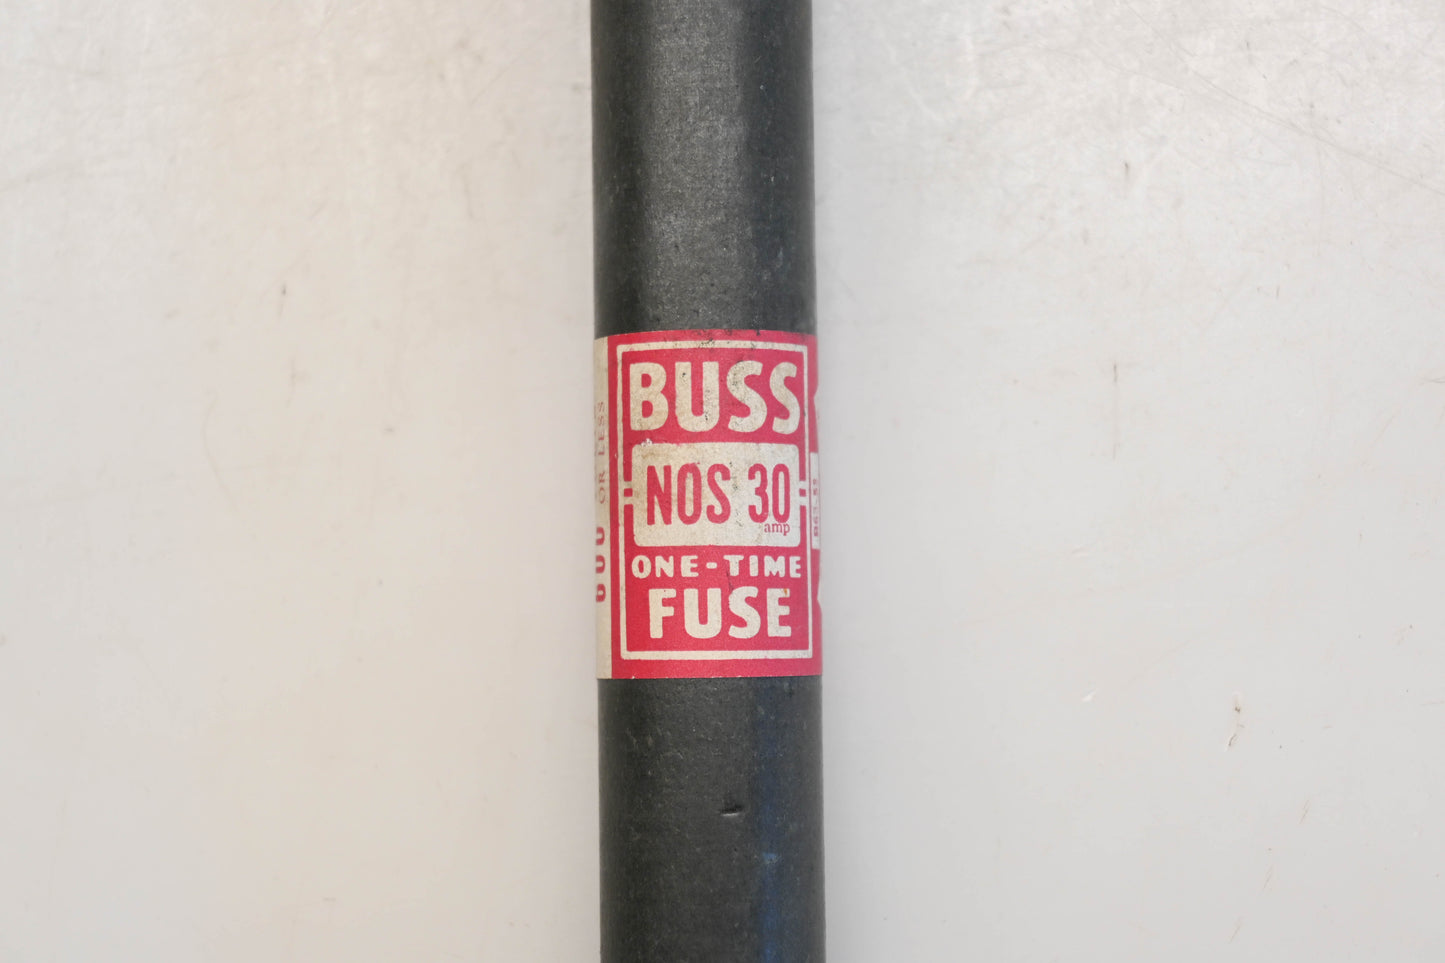 BUSS
NOS 30
amp
ONE-TIME
FUSE
600 OR LESS